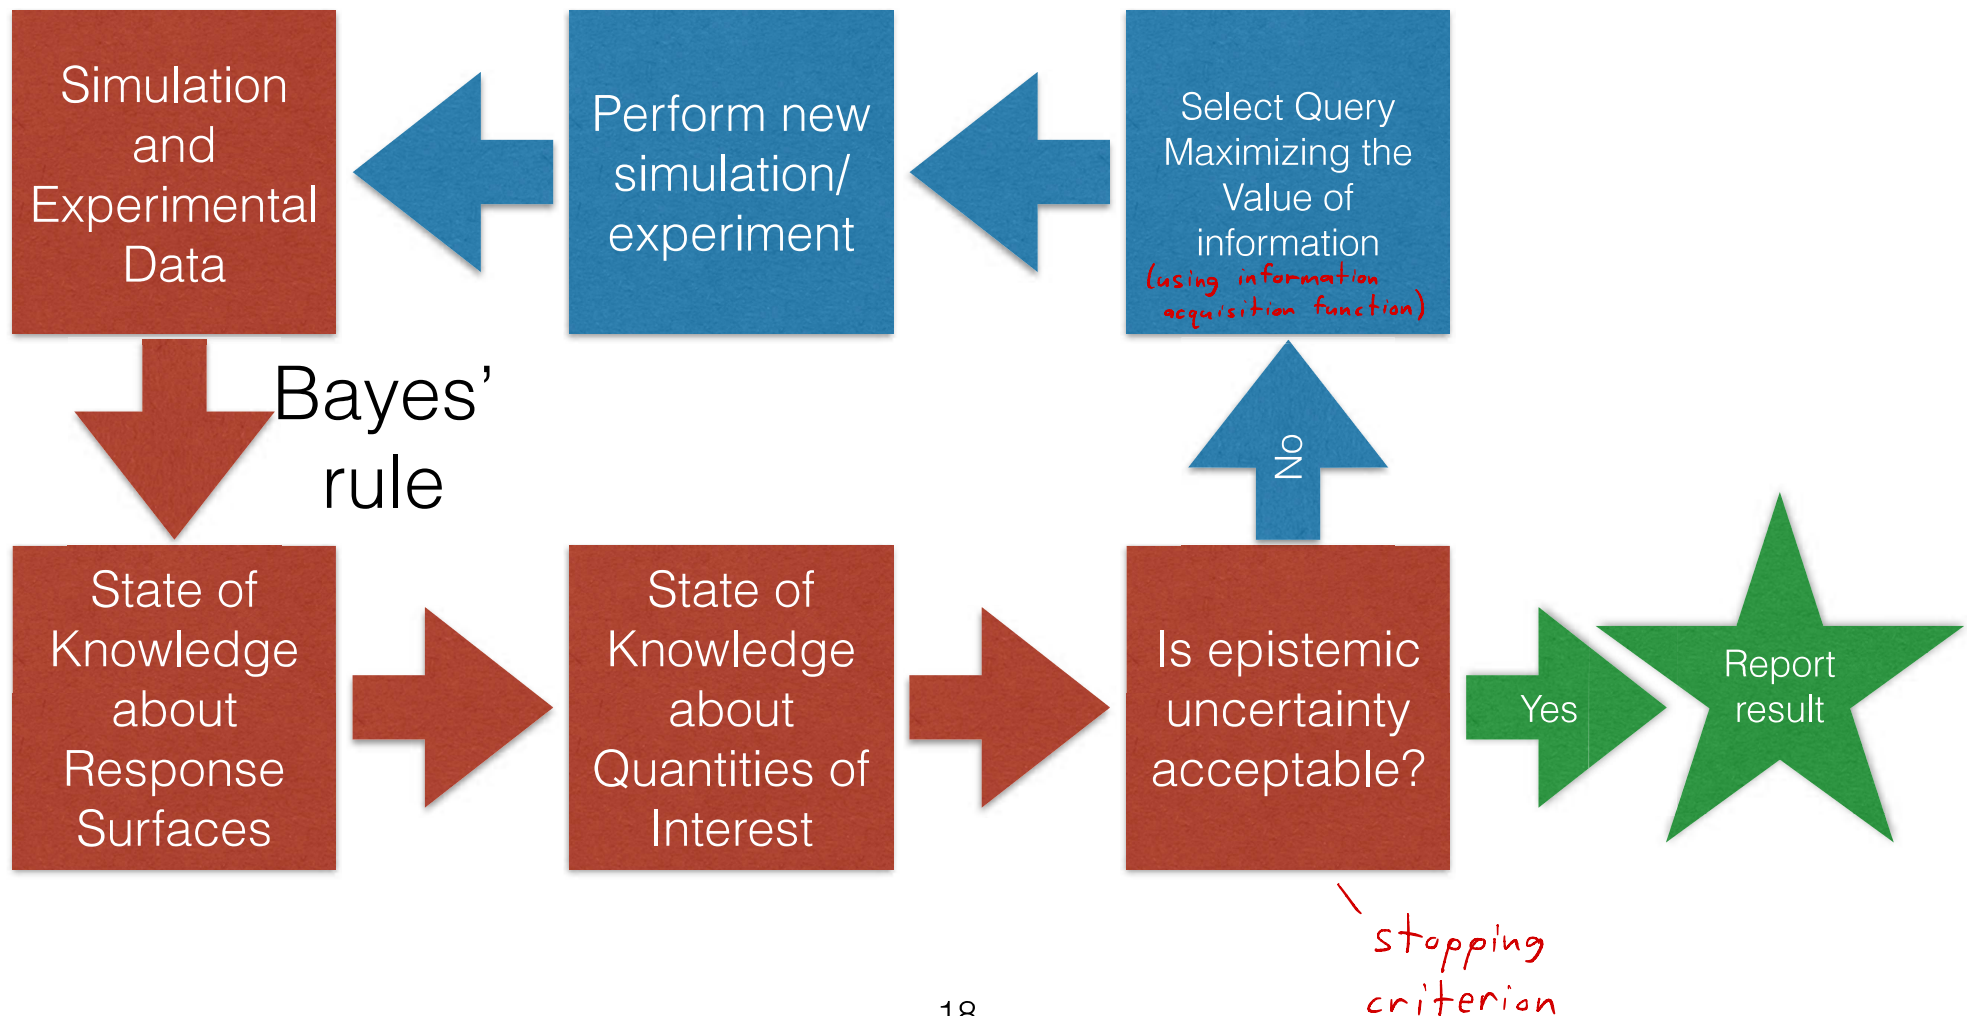 Simulation
and
Experimental
Data
Perform new
simulation/
experiment
Select Query
Maximizing the
Value of
information
(using information
acquisition function)
Bayes'
rule
No
State of
Knowledge
about
Response
Surfaces
State of
Knowledge
about
Quantities of
Interest
Is epistemic
uncertainty
acceptable?
Yes
Report
result
stopping
criterion
18